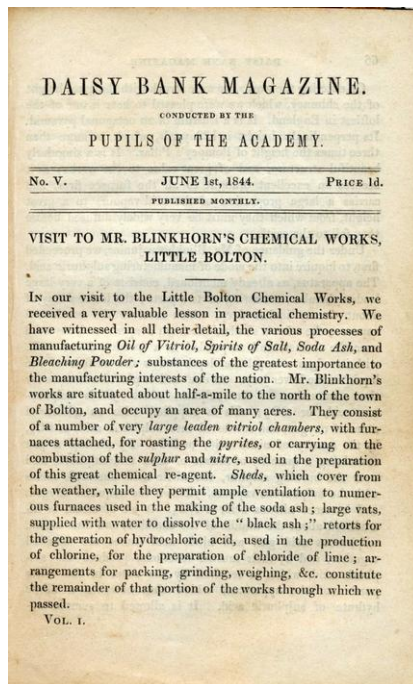 DAISY BANK MAGAZINE.
CONDUCTED BY THE
PUPILS OF THE ACADEMY.
No. V. JUNE 1st, 1844. PRICE 1d.
PUBLISHED MONTHLY.
VISIT TO MR. BLINKHORN'S CHEMICAL WORKS,
LITTLE BOLTON.
IN our visit to the Little Bolton Chemical Works, we
received a very valuable lesson in practical chemistry. We
have witnessed in all their detail, the various processes of
manufacturing Oil of Vitriol, Spirits of Salt, Soda Ash, and
Bleaching Powder; substances of the greatest importance to
the manufacturing interests of the nation. Mr. Blinkhorn's
works are situated about half-a-mile to the north of the town
of Bolton, and occupy an area of many acres. They consist
of a number of very large leaden vitriol chambers, with fur-
naces attached, for roasting the pyrites, or carrying on the
combustion of the sulphur and nitre, used in the preparation
of this great chemical re-agent. Sheds, which cover from
the weather, while they permit ample ventilation to numer-
ous furnaces used in the making of the soda ash; large vats,
supplied with water to dissolve the "black ash;" retorts for
the generation of hydrochloric acid, used in the production
of chlorine, for the preparation of chloride of lime; ar-
rangements for packing, grinding, weighing, &c. constitute
the remainder of that portion of the works through which we
passed.
VOL. I.